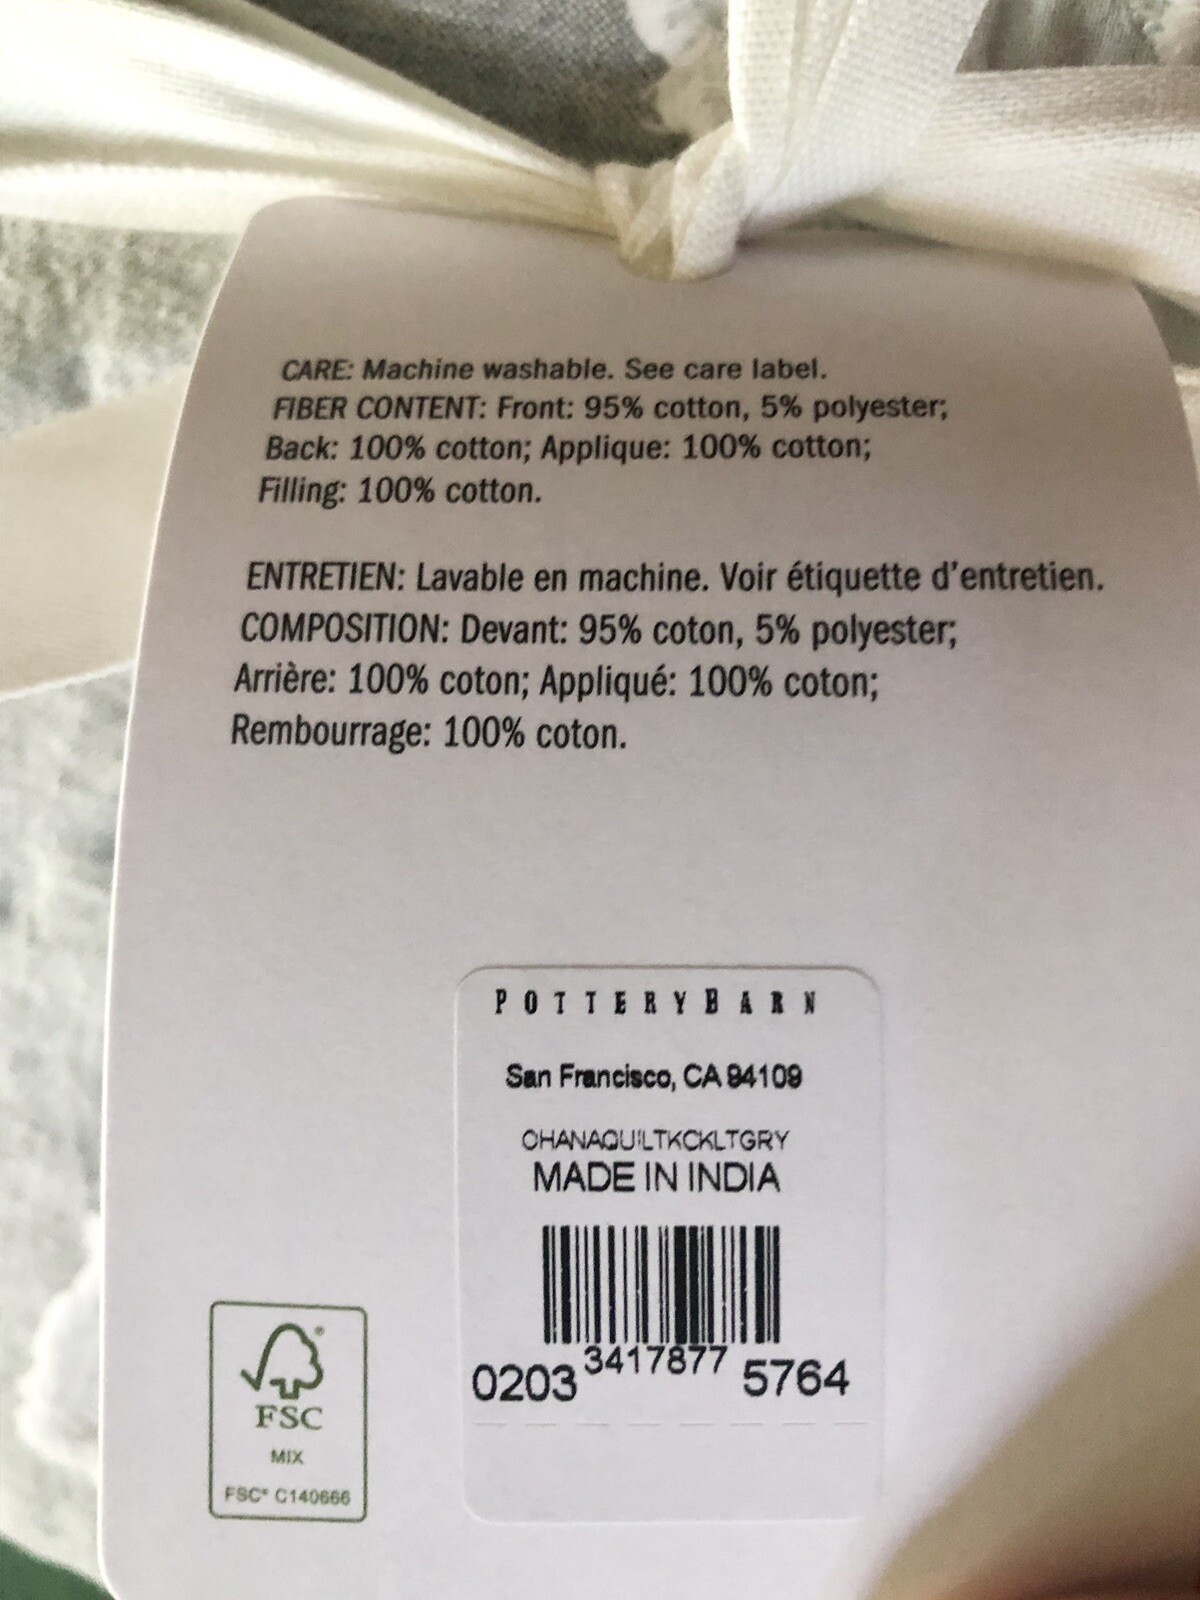 CARE: Machine washable. See care label.
FIBER CONTENT: Front: 95% cotton, 5% polyester;
Back: 100% cotton; Applique: 100% cotton;
Filling: 100% cotton.
ENTRETIEN: Lavable en machine. Voir étiquette d'entretien.
COMPOSITION: Devant: 95% coton, 5% polyester;
Arrière: 100% coton; Appliqué: 100% coton;
Rembourrage: 100% coton.
POTTERY BARN
San Francisco, CA 94109
CHANAQUILTKCKLTGRY
MADE IN INDIA
0203 3417877 5764
FSC
MIX
FSC® C140666